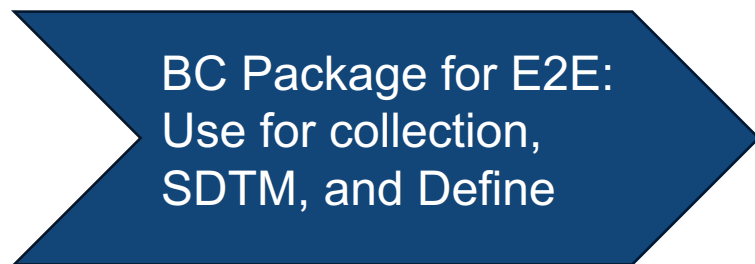 BC Package for E2E:
Use for collection,
SDTM, and Define